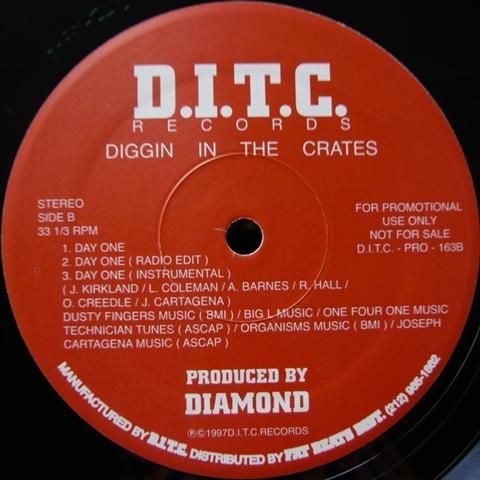 D.I.T.C.
RECORDS
DIGGIN IN THE CRATES
STEREO
SIDE B
33 1/3 RPM
FOR PROMOTIONAL
USE ONLY
NOT FOR SALE
D.I.T.C. - PRO - 163B
1. DAY ONE
2. DAY ONE ( RADIO EDIT )
3. DAY ONE ( INSTRUMENTAL )
( J. KIRKLAND / L. COLEMAN / A. BARNES / R. HALL /
O. CREEDLE / J. CARTAGENA )
DUSTY FINGERS MUSIC ( BMI ) / BIG L MUSIC / ONE FOUR ONE MUSIC
TECHNICIAN TUNES ( ASCAP ) / ORGANISMS MUSIC ( BMI ) / JOSEPH
CARTAGENA MUSIC ( ASCAP )
PRODUCED BY
DIAMOND
℗©1997D.I.T.C.RECORDS
MANUFACTURED BY D.I.T.C. DISTRIBUTED BY FAT BEATS DIST. (212) 965-1662